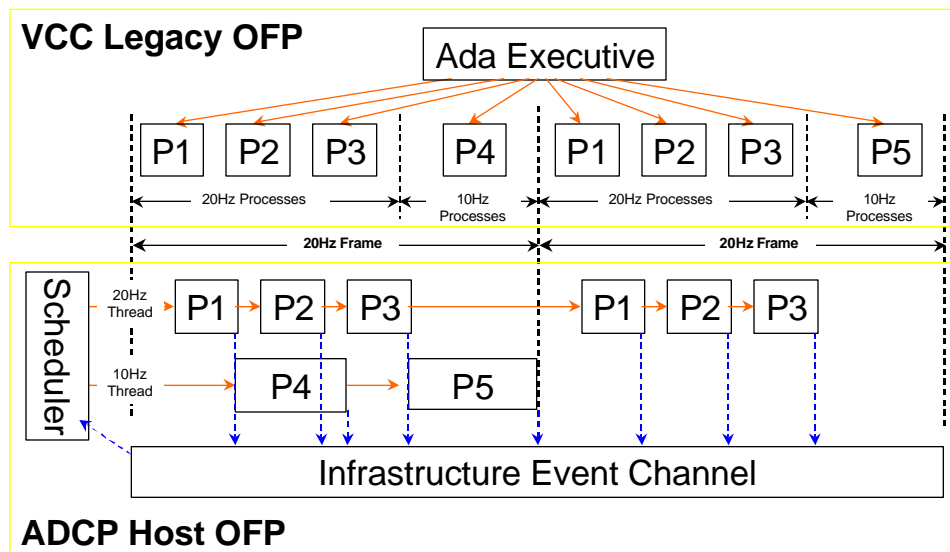 VCC Legacy OFP
Ada Executive
P1 P2 P3 P4 P1 P2 P3 P5
20Hz Processes 10Hz Processes 20Hz Processes 10Hz Processes
20Hz Frame 20Hz Frame
Scheduler
20Hz Thread
P1 P2 P3 P1 P2 P3
10Hz Thread
P4 P5
Infrastructure Event Channel
ADCP Host OFP